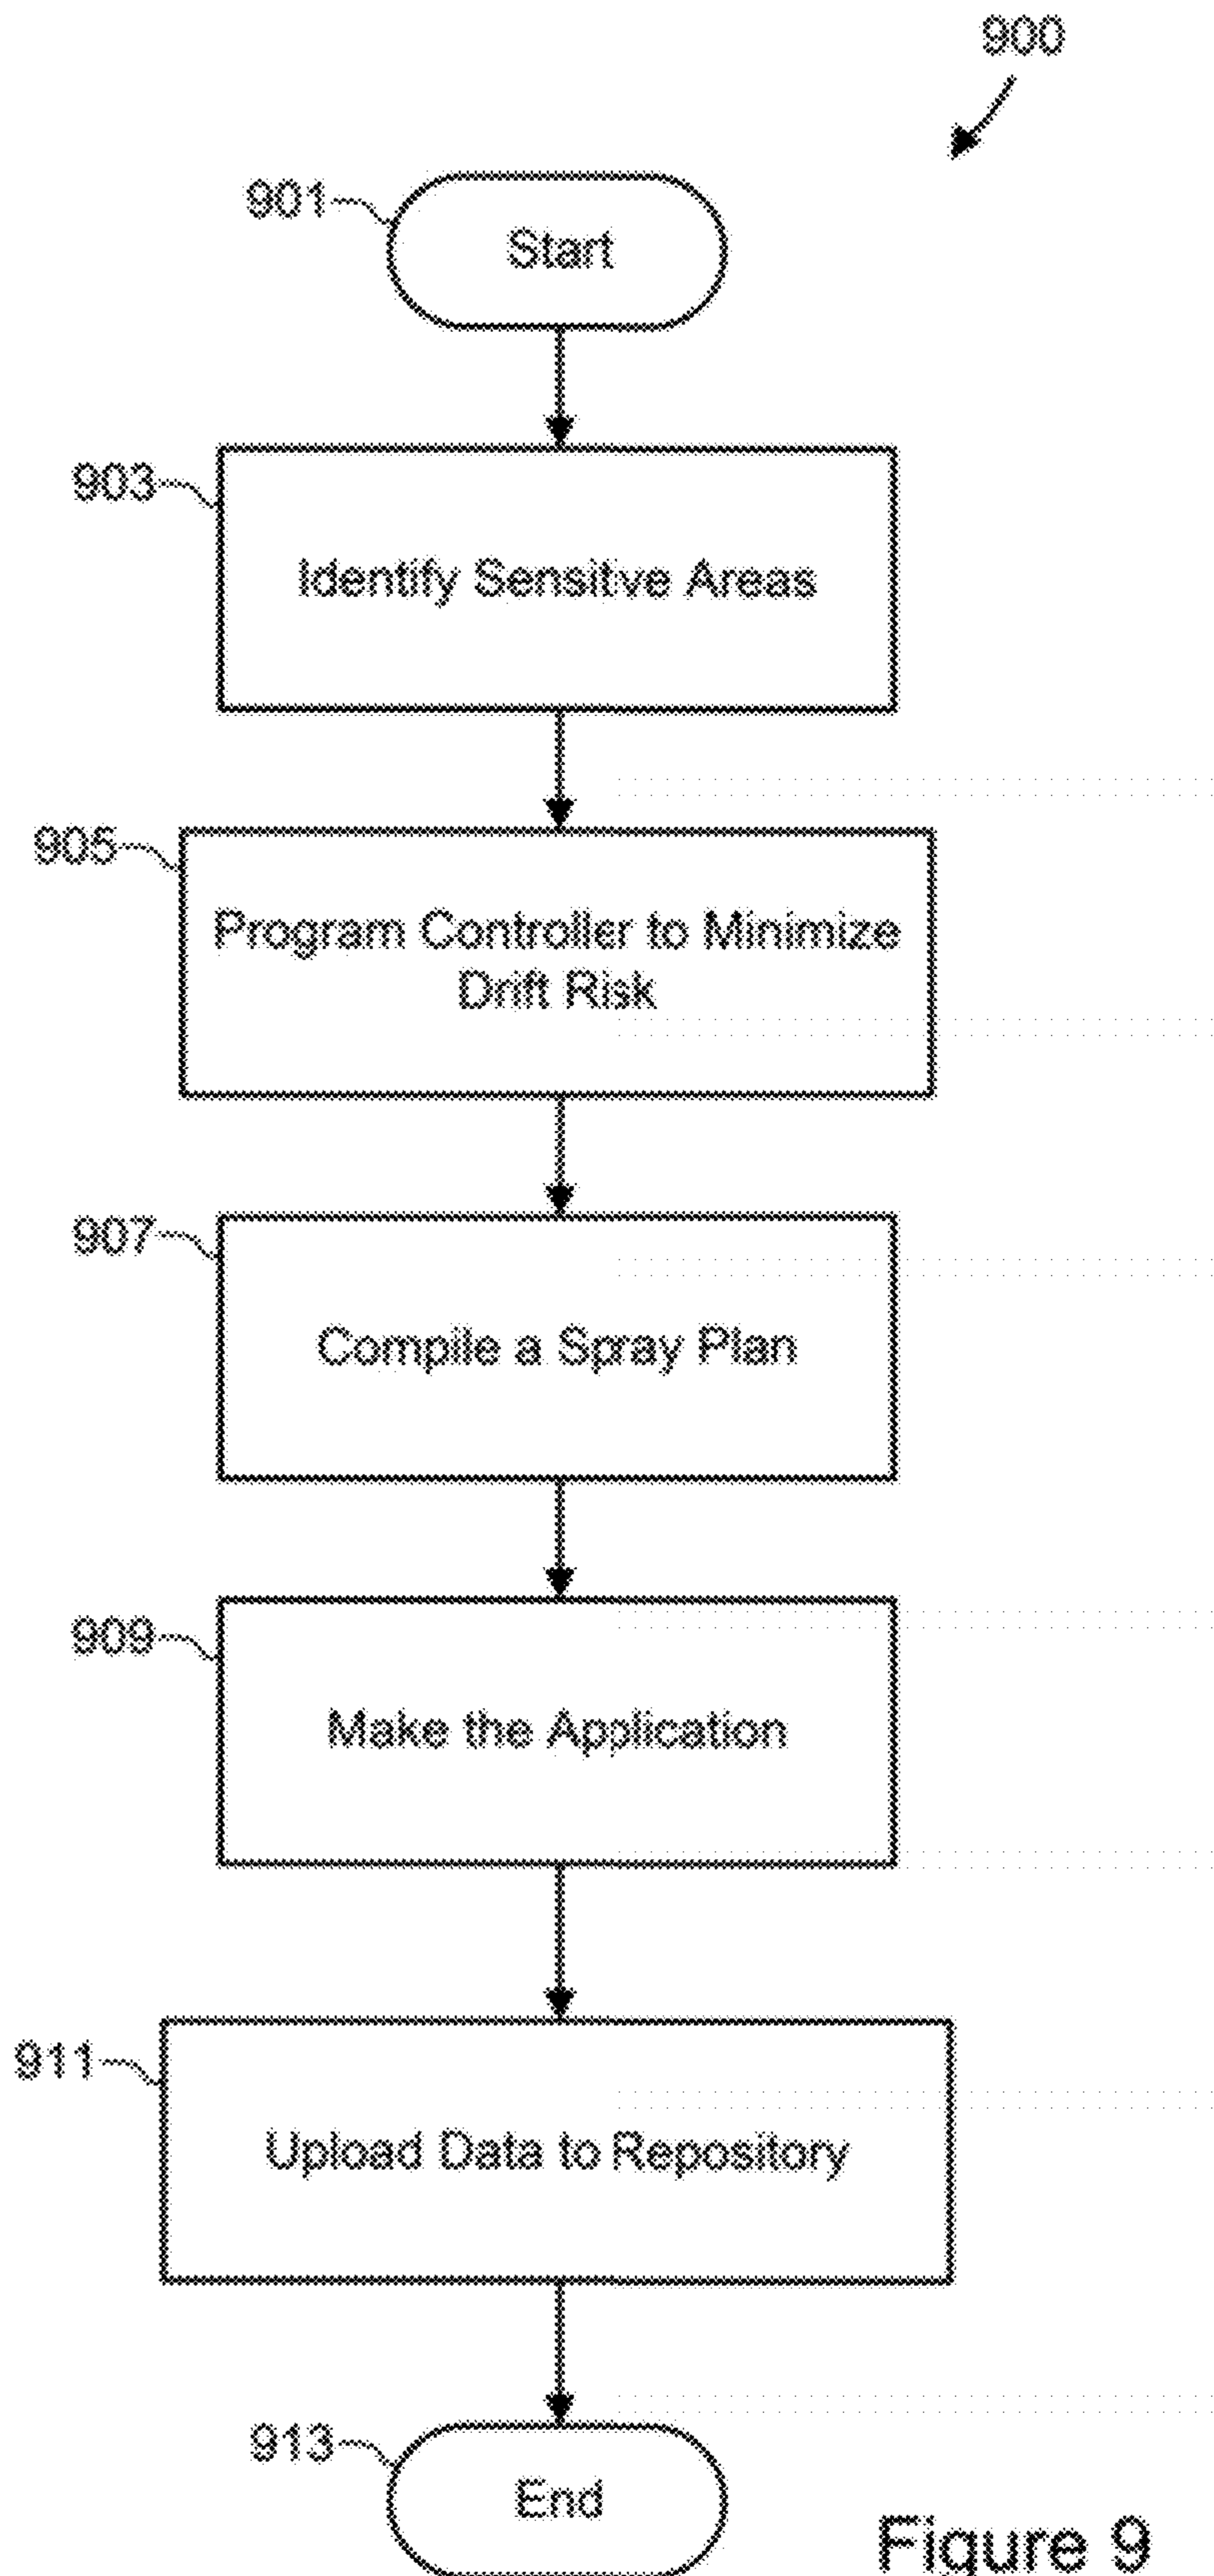 900
901
Start
903
Identify Sensitive Areas
905
Program Controller to Minimize
Drift Risk
907
Compile a Spray Plan
909
Make the Application
911
Upload Data to Repository
913
End
Figure 9